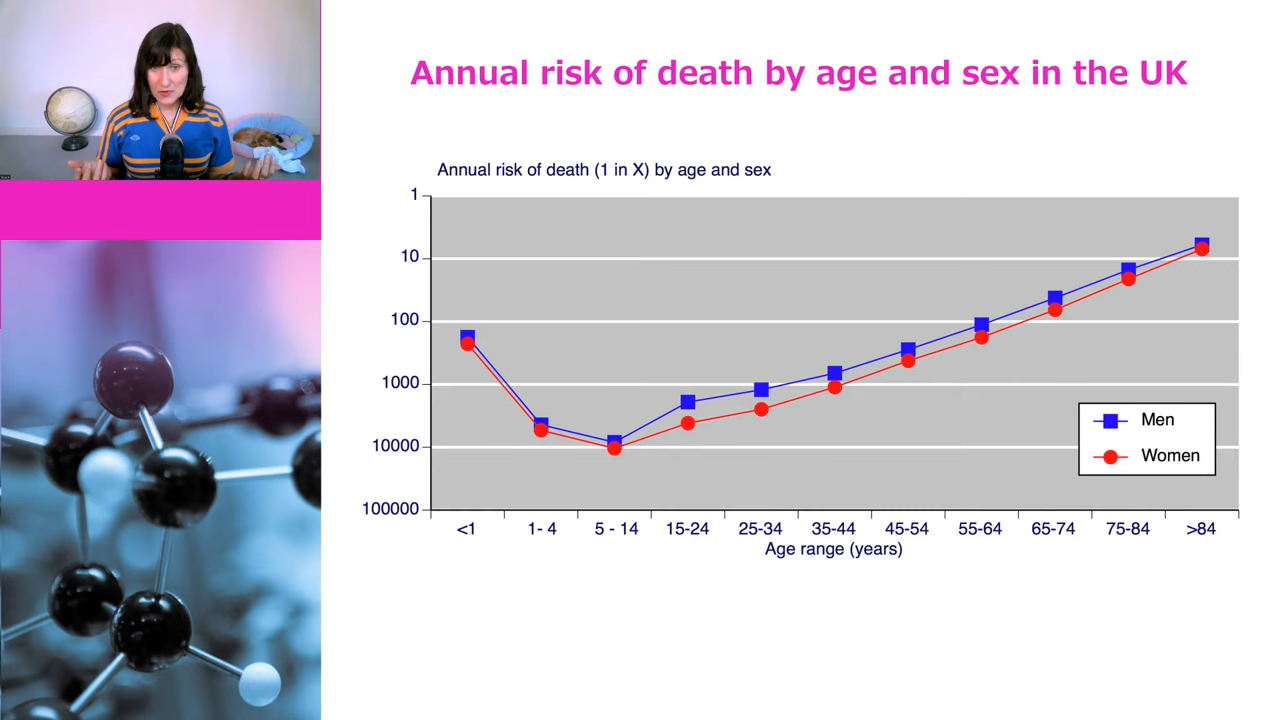 Annual risk of death by age and sex in the UK
Annual risk of death (1 in X) by age and sex
1
10
100
1000
10000
100000
Men
Women
<1 1- 4 5 - 14 15-24 25-34 35-44 45-54 55-64 65-74 75-84 >84
Age range (years)